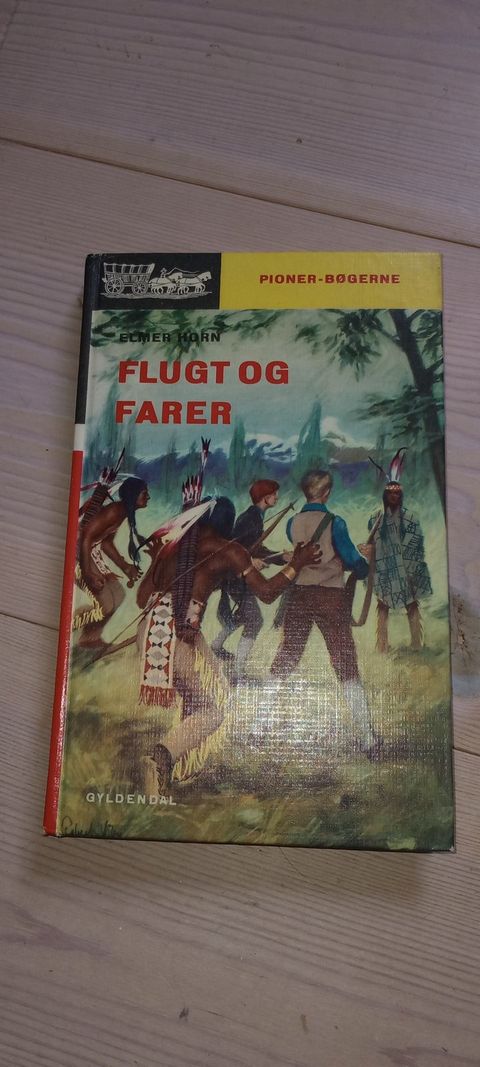 PIONER-BØGERNE
ELMER HORN
FLUGT OG
FARER
GYLDENDAL